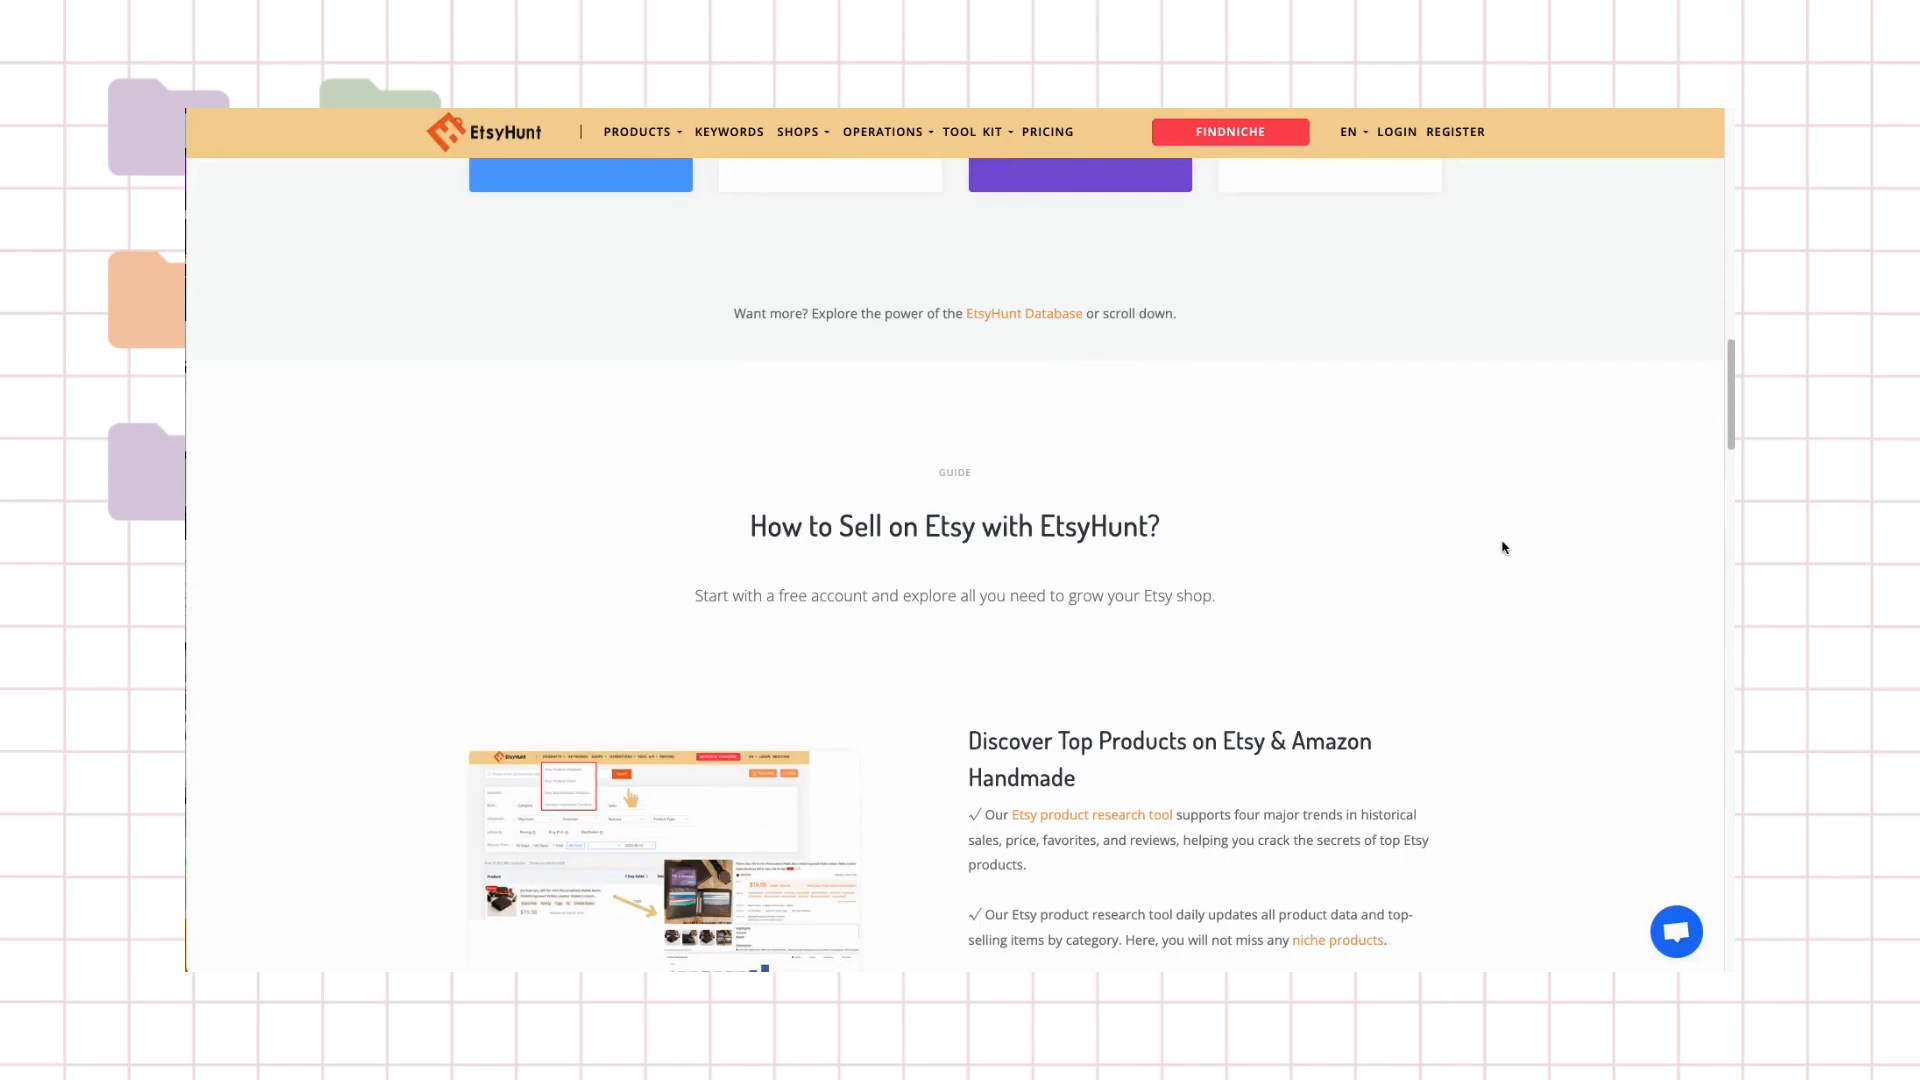 EtsyHunt | PRODUCTS KEYWORDS SHOPS OPERATIONS TOOL KIT PRICING FINDNICHE EN LOGIN REGISTER
Want more? Explore the power of the EtsyHunt Database or scroll down.
GUIDE
How to Sell on Etsy with EtsyHunt?
Start with a free account and explore all you need to grow your Etsy shop.
Discover Top Products on Etsy & Amazon
Handmade
✓ Our Etsy product research tool supports four major trends in historical
sales, price, favorites, and reviews, helping you crack the secrets of top Etsy
products.
✓ Our Etsy product research tool daily updates all product data and top-
selling items by category. Here, you will not miss any niche products.